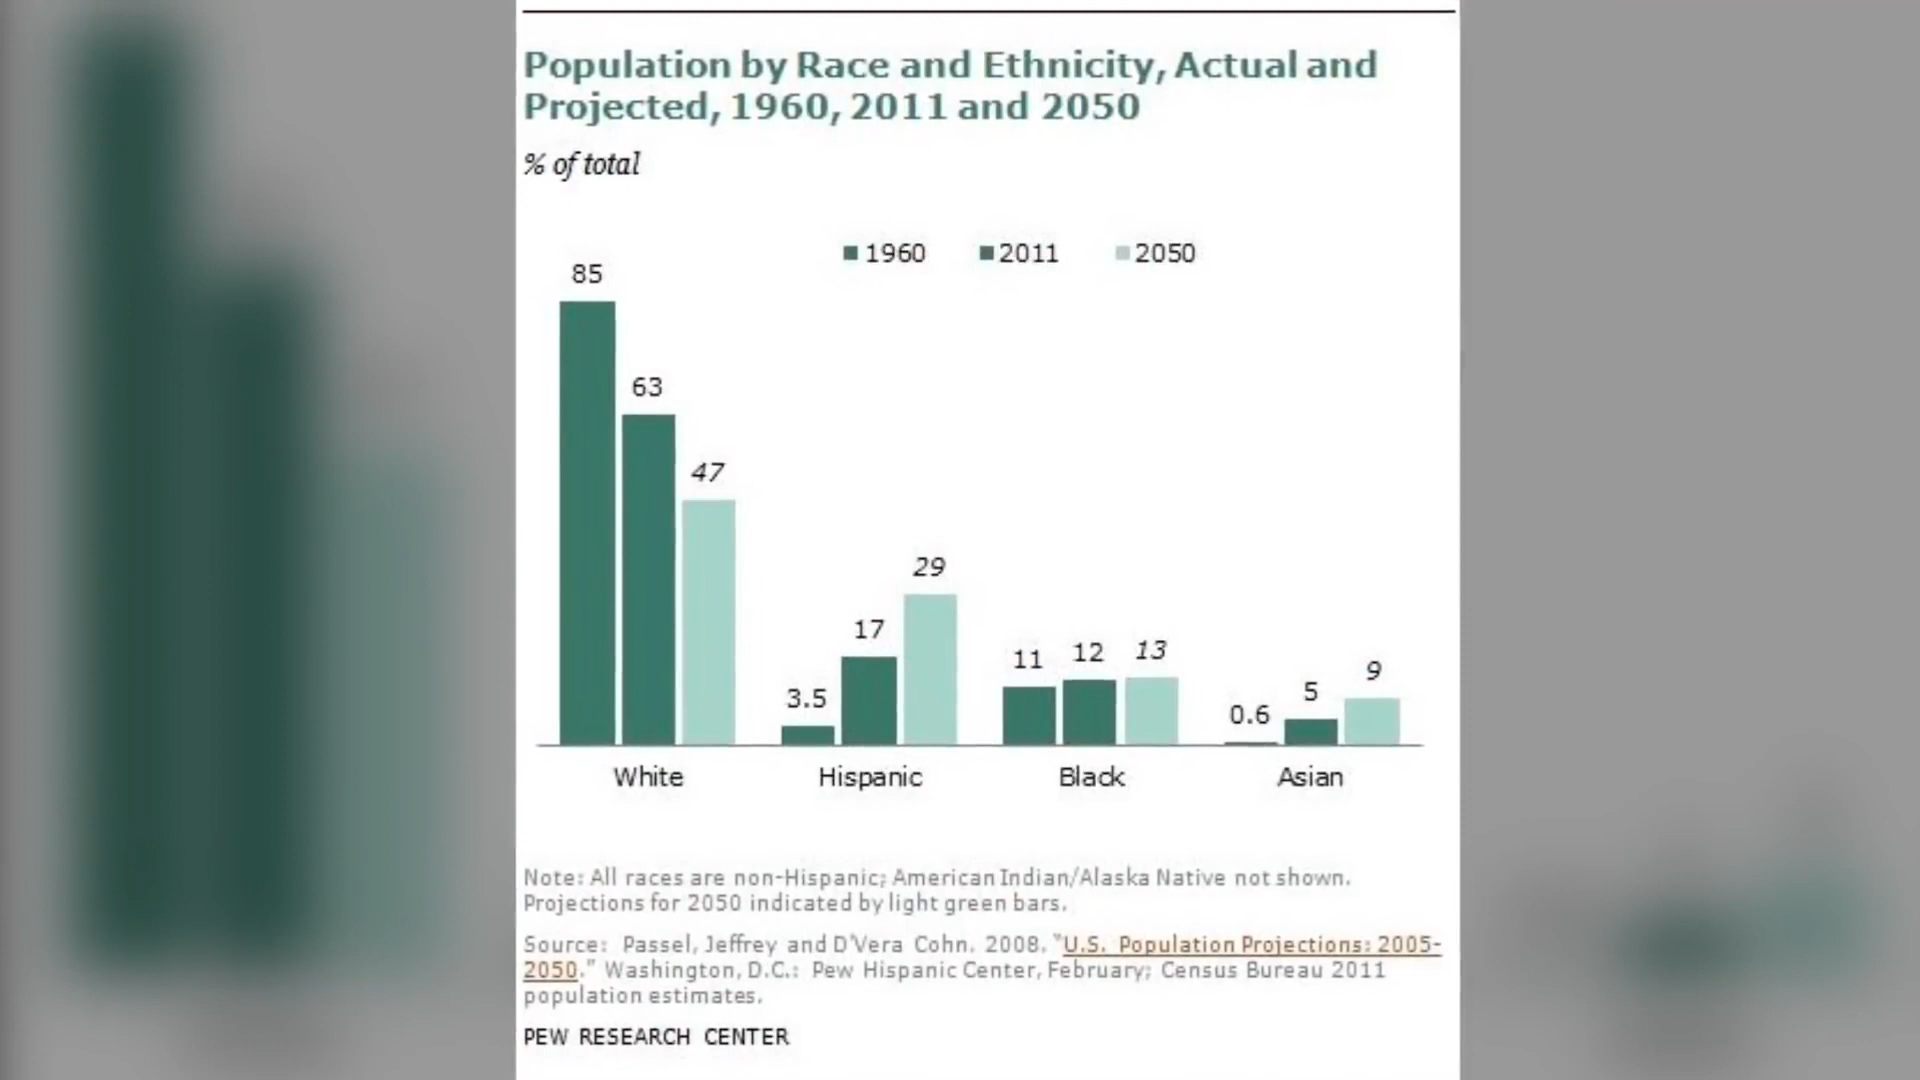 Population by Race and Ethnicity, Actual and
Projected, 1960, 2011 and 2050
% of total
1960 2011 2050
85
63
47
3.5
17
29
11
12
13
0.6
5
9
White Hispanic Black Asian
Note: All races are non-Hispanic; American Indian/Alaska Native not shown.
Projections for 2050 indicated by light green bars.
Source: Passel, Jeffrey and D'Vera Cohn. 2008. "U.S. Population Projections: 2005-
2050." Washington, D.C.: Pew Hispanic Center, February; Census Bureau 2011
population estimates.
PEW RESEARCH CENTER